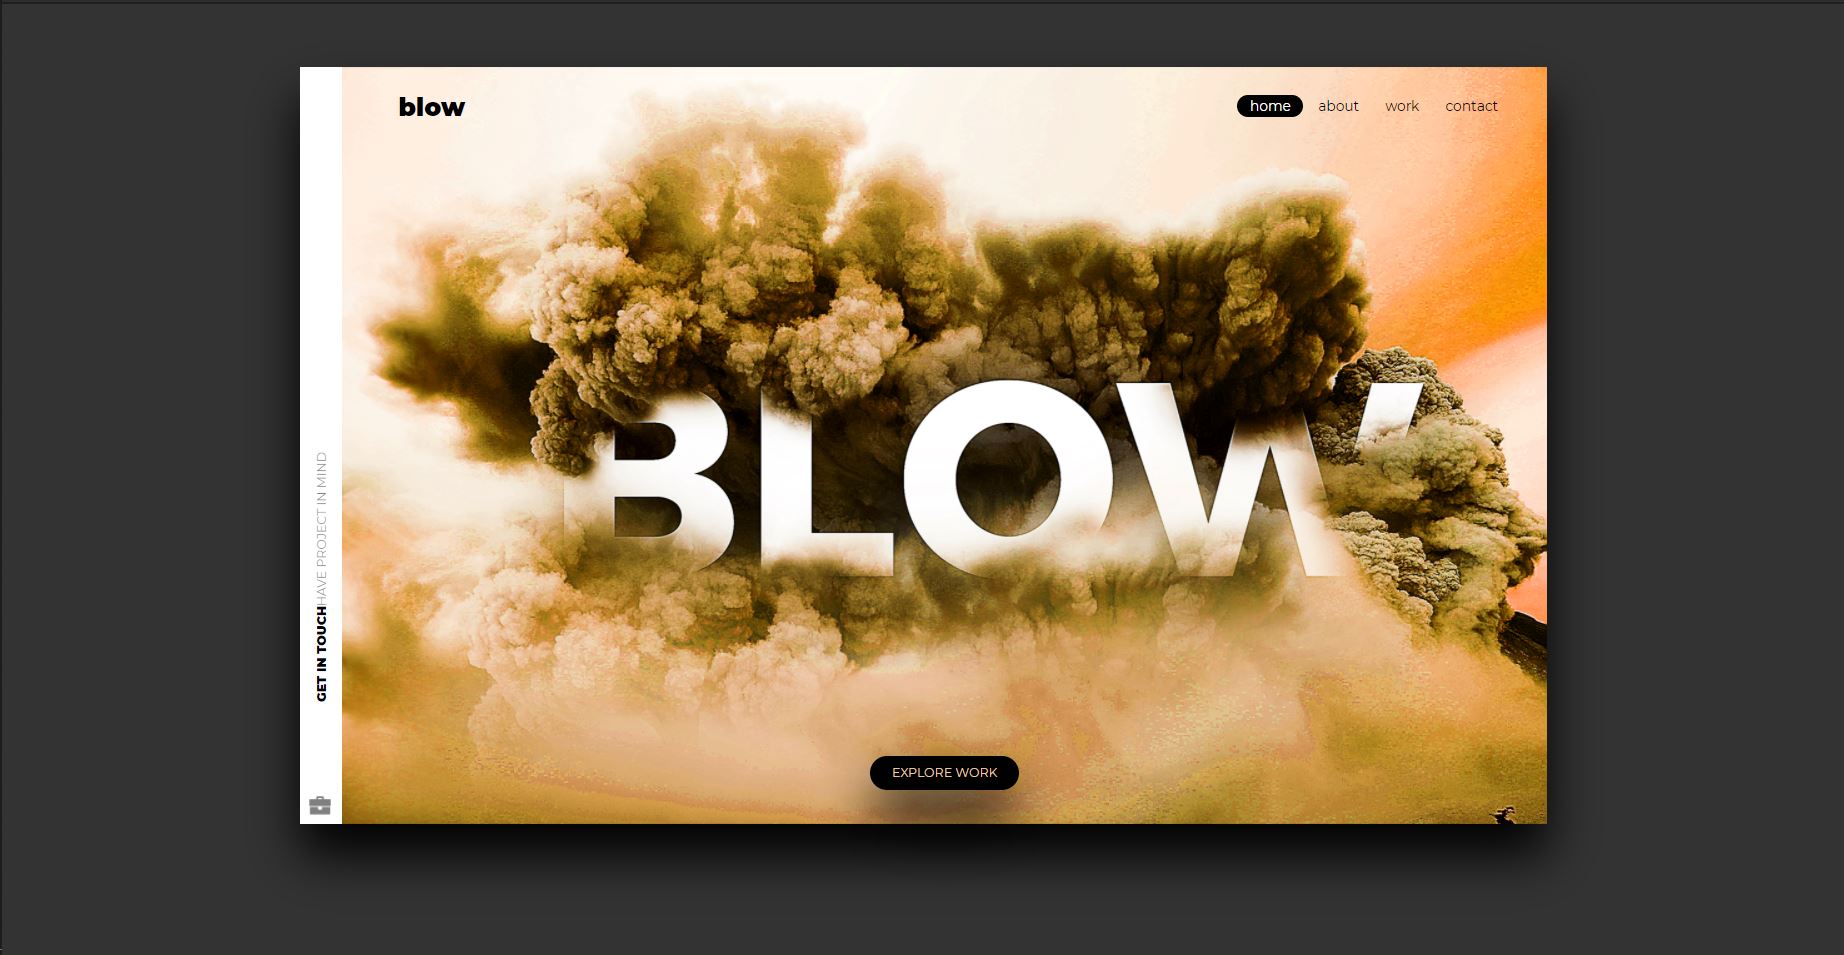 blow
home about work contact
BLOW
GET IN TOUCH HAVE PROJECT IN MIND
EXPLORE WORK